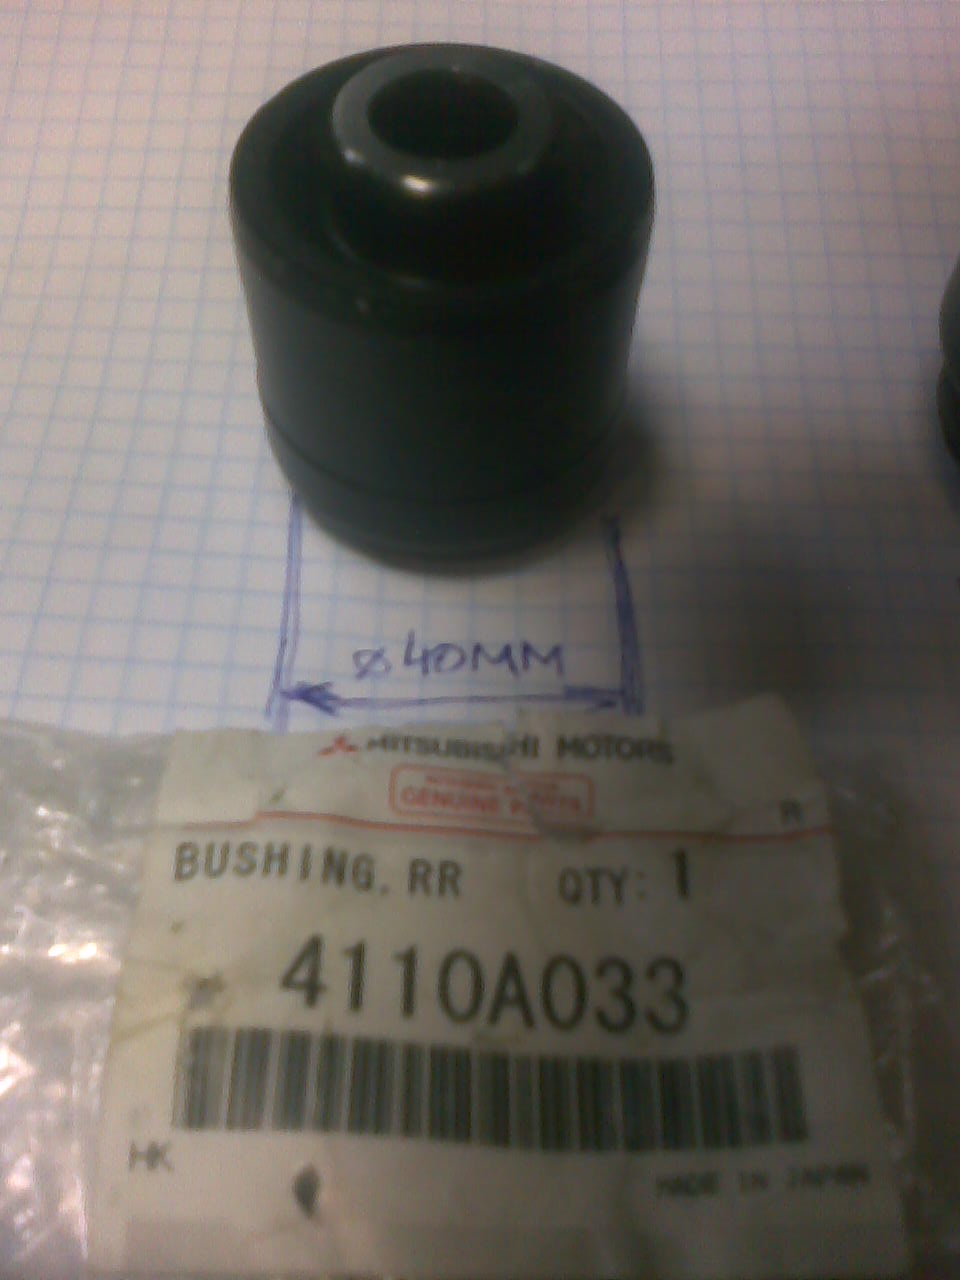 ⌀40MM
MITSUBISHI MOTORS
GENUINE PARTS
R
BUSHING, RR QTY: 1
4110A033
HK
MADE IN JAPAN